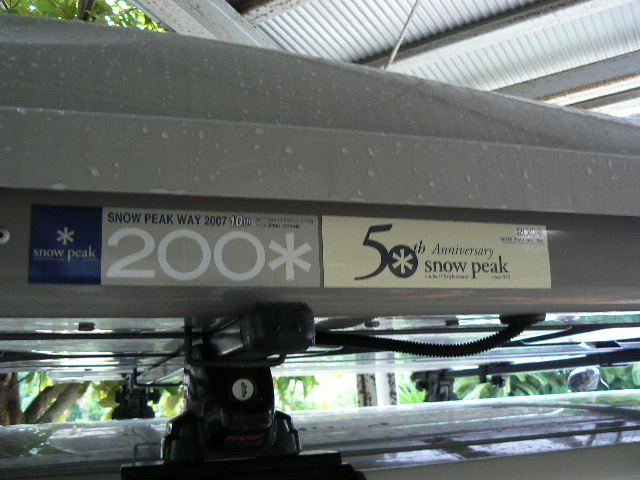 snow peak
SNOW PEAK WAY 2007 10th
200*
50th Anniversary
snow peak